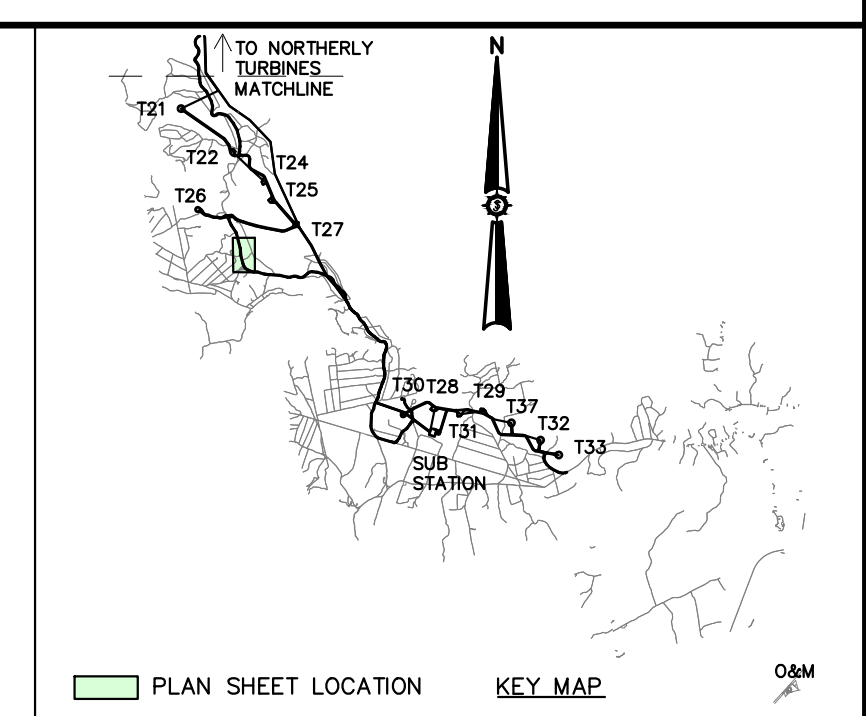 TO NORTHERLY
TURBINES
MATCHLINE
N
T21
T22
T24
T25
T26
T27
T30
T28
T29
T37
T31
T32
T33
SUB
STATION
PLAN SHEET LOCATION
KEY MAP
O&M